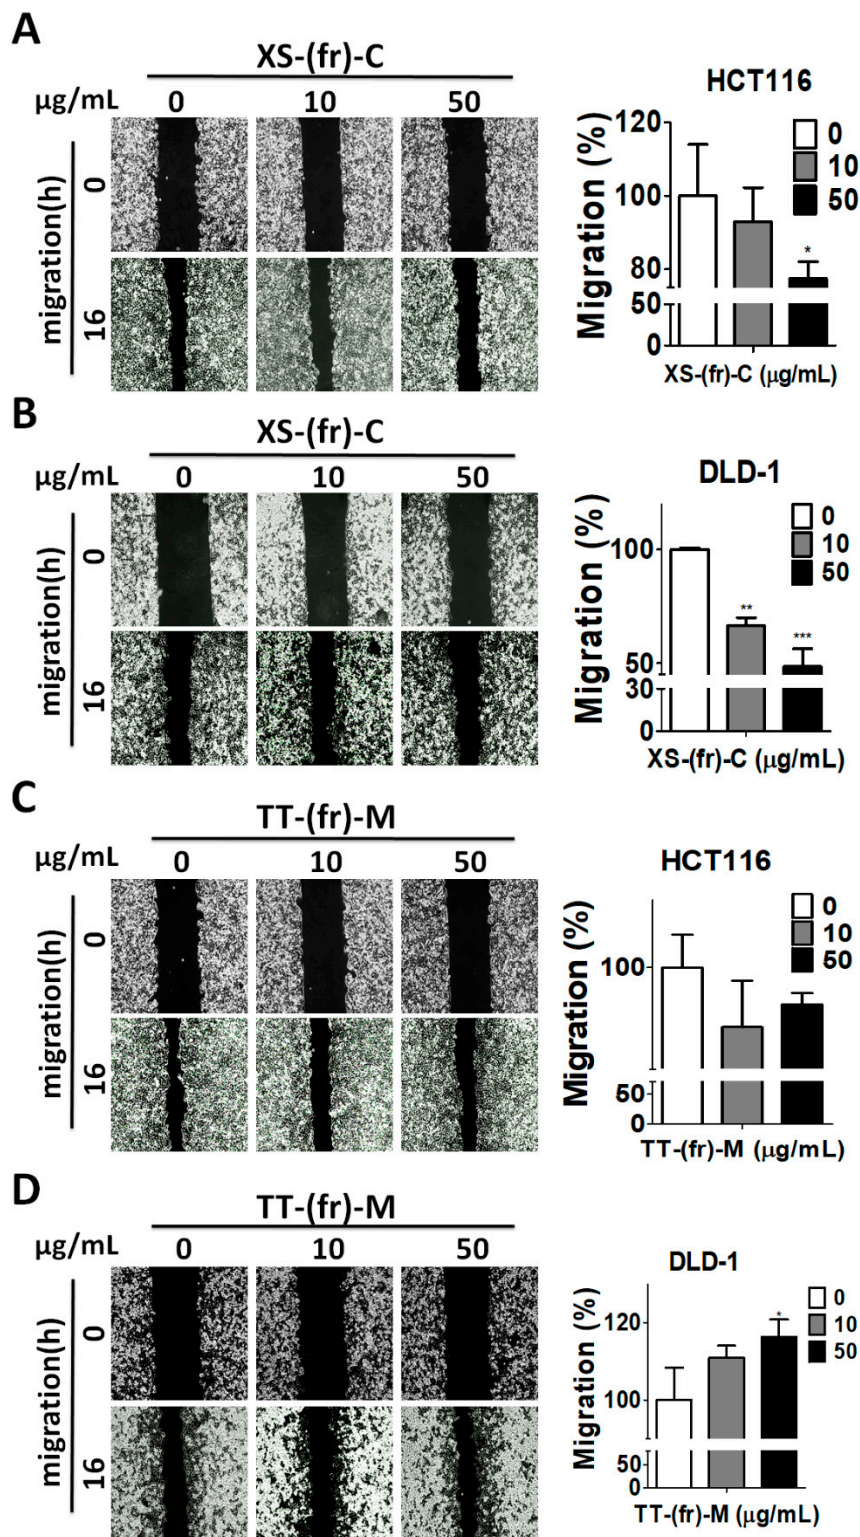 A
XS-(fr)-C
µg/mL 0 10 50
migration(h)
0
16
HCT116
Migration (%)
120
100
80
50
0
0
10
50
*
XS-(fr)-C (µg/mL)
B
XS-(fr)-C
µg/mL 0 10 50
migration(h)
0
16
DLD-1
Migration (%)
100
50
30
0
0
10
50
**
***
XS-(fr)-C (µg/mL)
C
TT-(fr)-M
µg/mL 0 10 50
migration(h)
0
16
HCT116
Migration (%)
100
50
0
0
10
50
TT-(fr)-M (µg/mL)
D
TT-(fr)-M
µg/mL 0 10 50
migration(h)
0
16
DLD-1
Migration (%)
120
100
50
0
0
10
50
*
TT-(fr)-M (µg/mL)